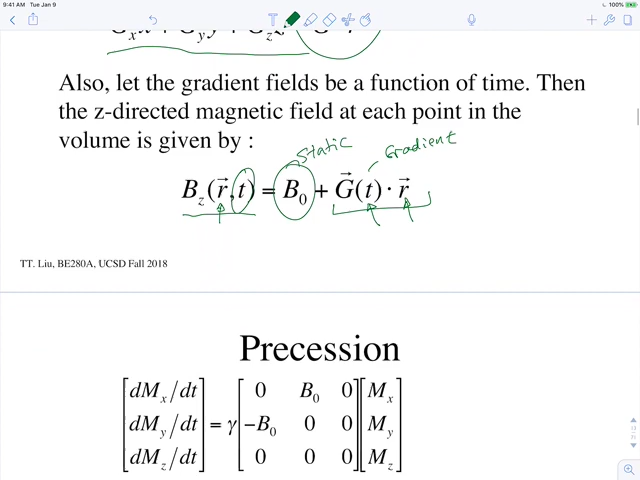 9:41 AM Tue Jan 9
100%
Also, let the gradient fields be a function of time. Then
the z-directed magnetic field at each point in the
volume is given by :
static
Gradient
B_z(r⃗,t) = B_0 + G⃗(t) · r⃗
TT. Liu, BE280A, UCSD Fall 2018
Precession
[dM_x/dt] [0 B_0 0][M_x]
[dM_y/dt] = γ [−B_0 0 0][M_y]
[dM_z/dt] [0 0 0][M_z]